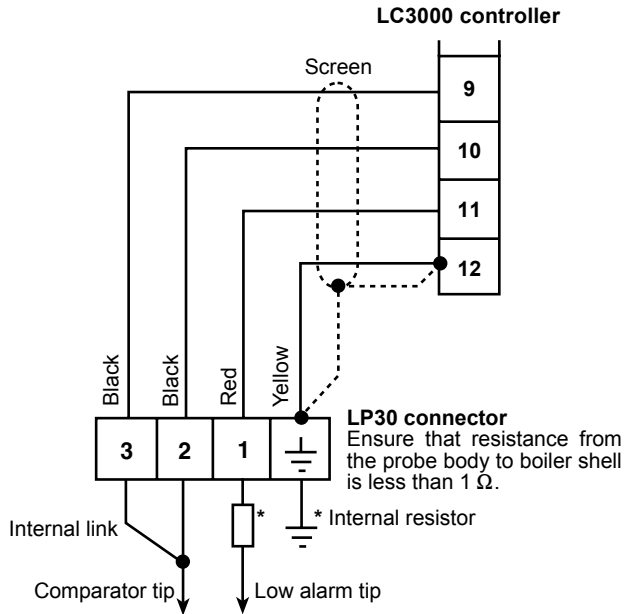 LC3000 controller
Screen
9
10
11
12
Black
Black
Red
Yellow
LP30 connector
Ensure that resistance from
the probe body to boiler shell
is less than 1 Ω.
3
2
1
*
* Internal resistor
Internal link
Comparator tip
Low alarm tip